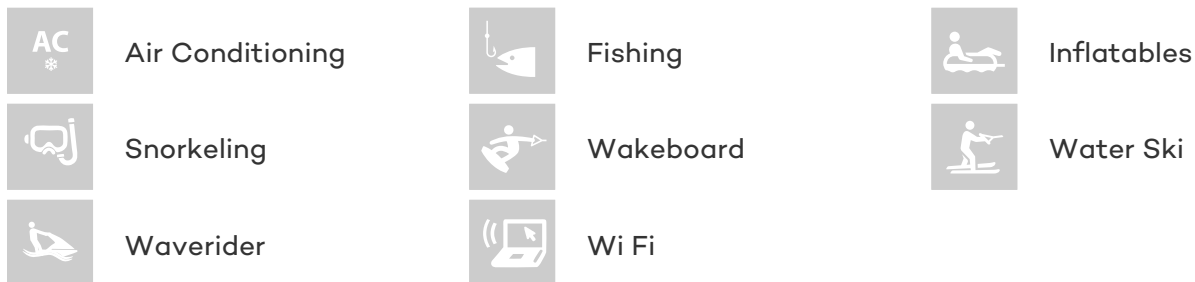 AC
Air Conditioning
Fishing
Inflatables
Snorkeling
Wakeboard
Water Ski
Waverider
Wi Fi